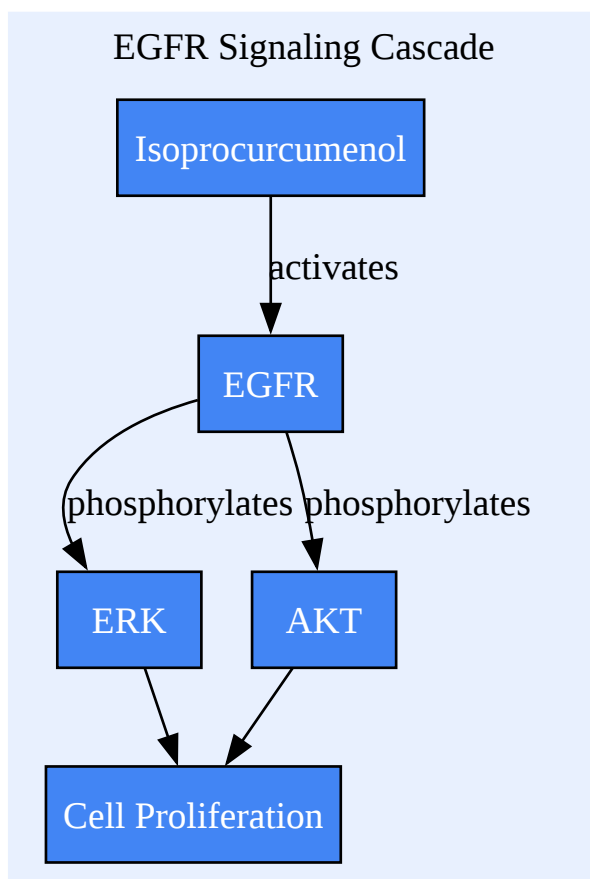 EGFR Signaling Cascade
Isoprocurcumenol
activates
EGFR
phosphorylates
phosphorylates
ERK
AKT
Cell Proliferation